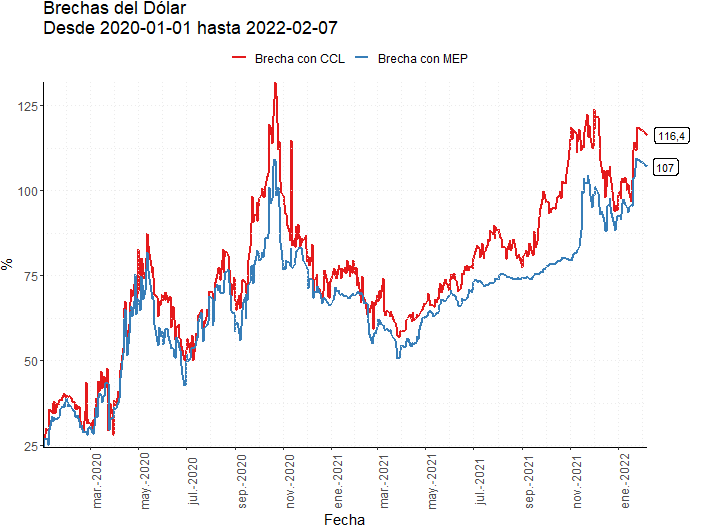 Brechas del Dólar
Desde 2020-01-01 hasta 2022-02-07
Brecha con CCL
Brecha con MEP
%
125
100
75
50
25
116,4
107
mar.-2020
may.-2020
jul.-2020
sep.-2020
nov.-2020
ene.-2021
mar.-2021
may.-2021
jul.-2021
sep.-2021
nov.-2021
ene.-2022
Fecha